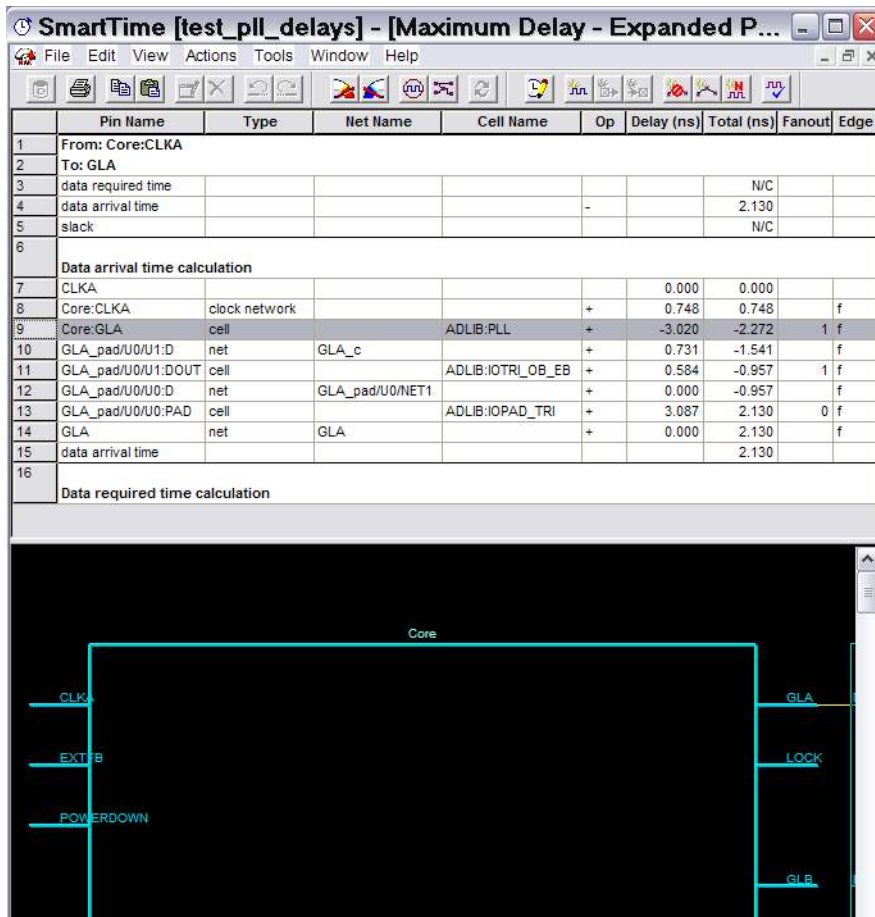 SmartTime [test_pll_delays] - [Maximum Delay - Expanded P...
File Edit View Actions Tools Window Help
Pin Name Type Net Name Cell Name Op Delay (ns) Total (ns) Fanout Edge
1 From: Core:CLKA
2 To: GLA
3 data required time N/C
4 data arrival time - 2.130
5 slack N/C
6
Data arrival time calculation
7 CLKA 0.000 0.000
8 Core:CLKA clock network + 0.748 0.748 f
9 Core:GLA cell ADLIB:PLL + -3.020 -2.272 1 f
10 GLA_pad/U0/U1:D net GLA_c + 0.731 -1.541 f
11 GLA_pad/U0/U1:DOUT cell ADLIB:IOTRI_OB_EB + 0.584 -0.957 1 f
12 GLA_pad/U0/U0:D net GLA_pad/U0/NET1 + 0.000 -0.957 f
13 GLA_pad/U0/U0:PAD cell ADLIB:IOPAD_TRI + 3.087 2.130 0 f
14 GLA net GLA + 0.000 2.130 f
15 data arrival time 2.130
16
Data required time calculation
Core
CLKA GLA
EXTFB LOCK
POWERDOWN
GLB